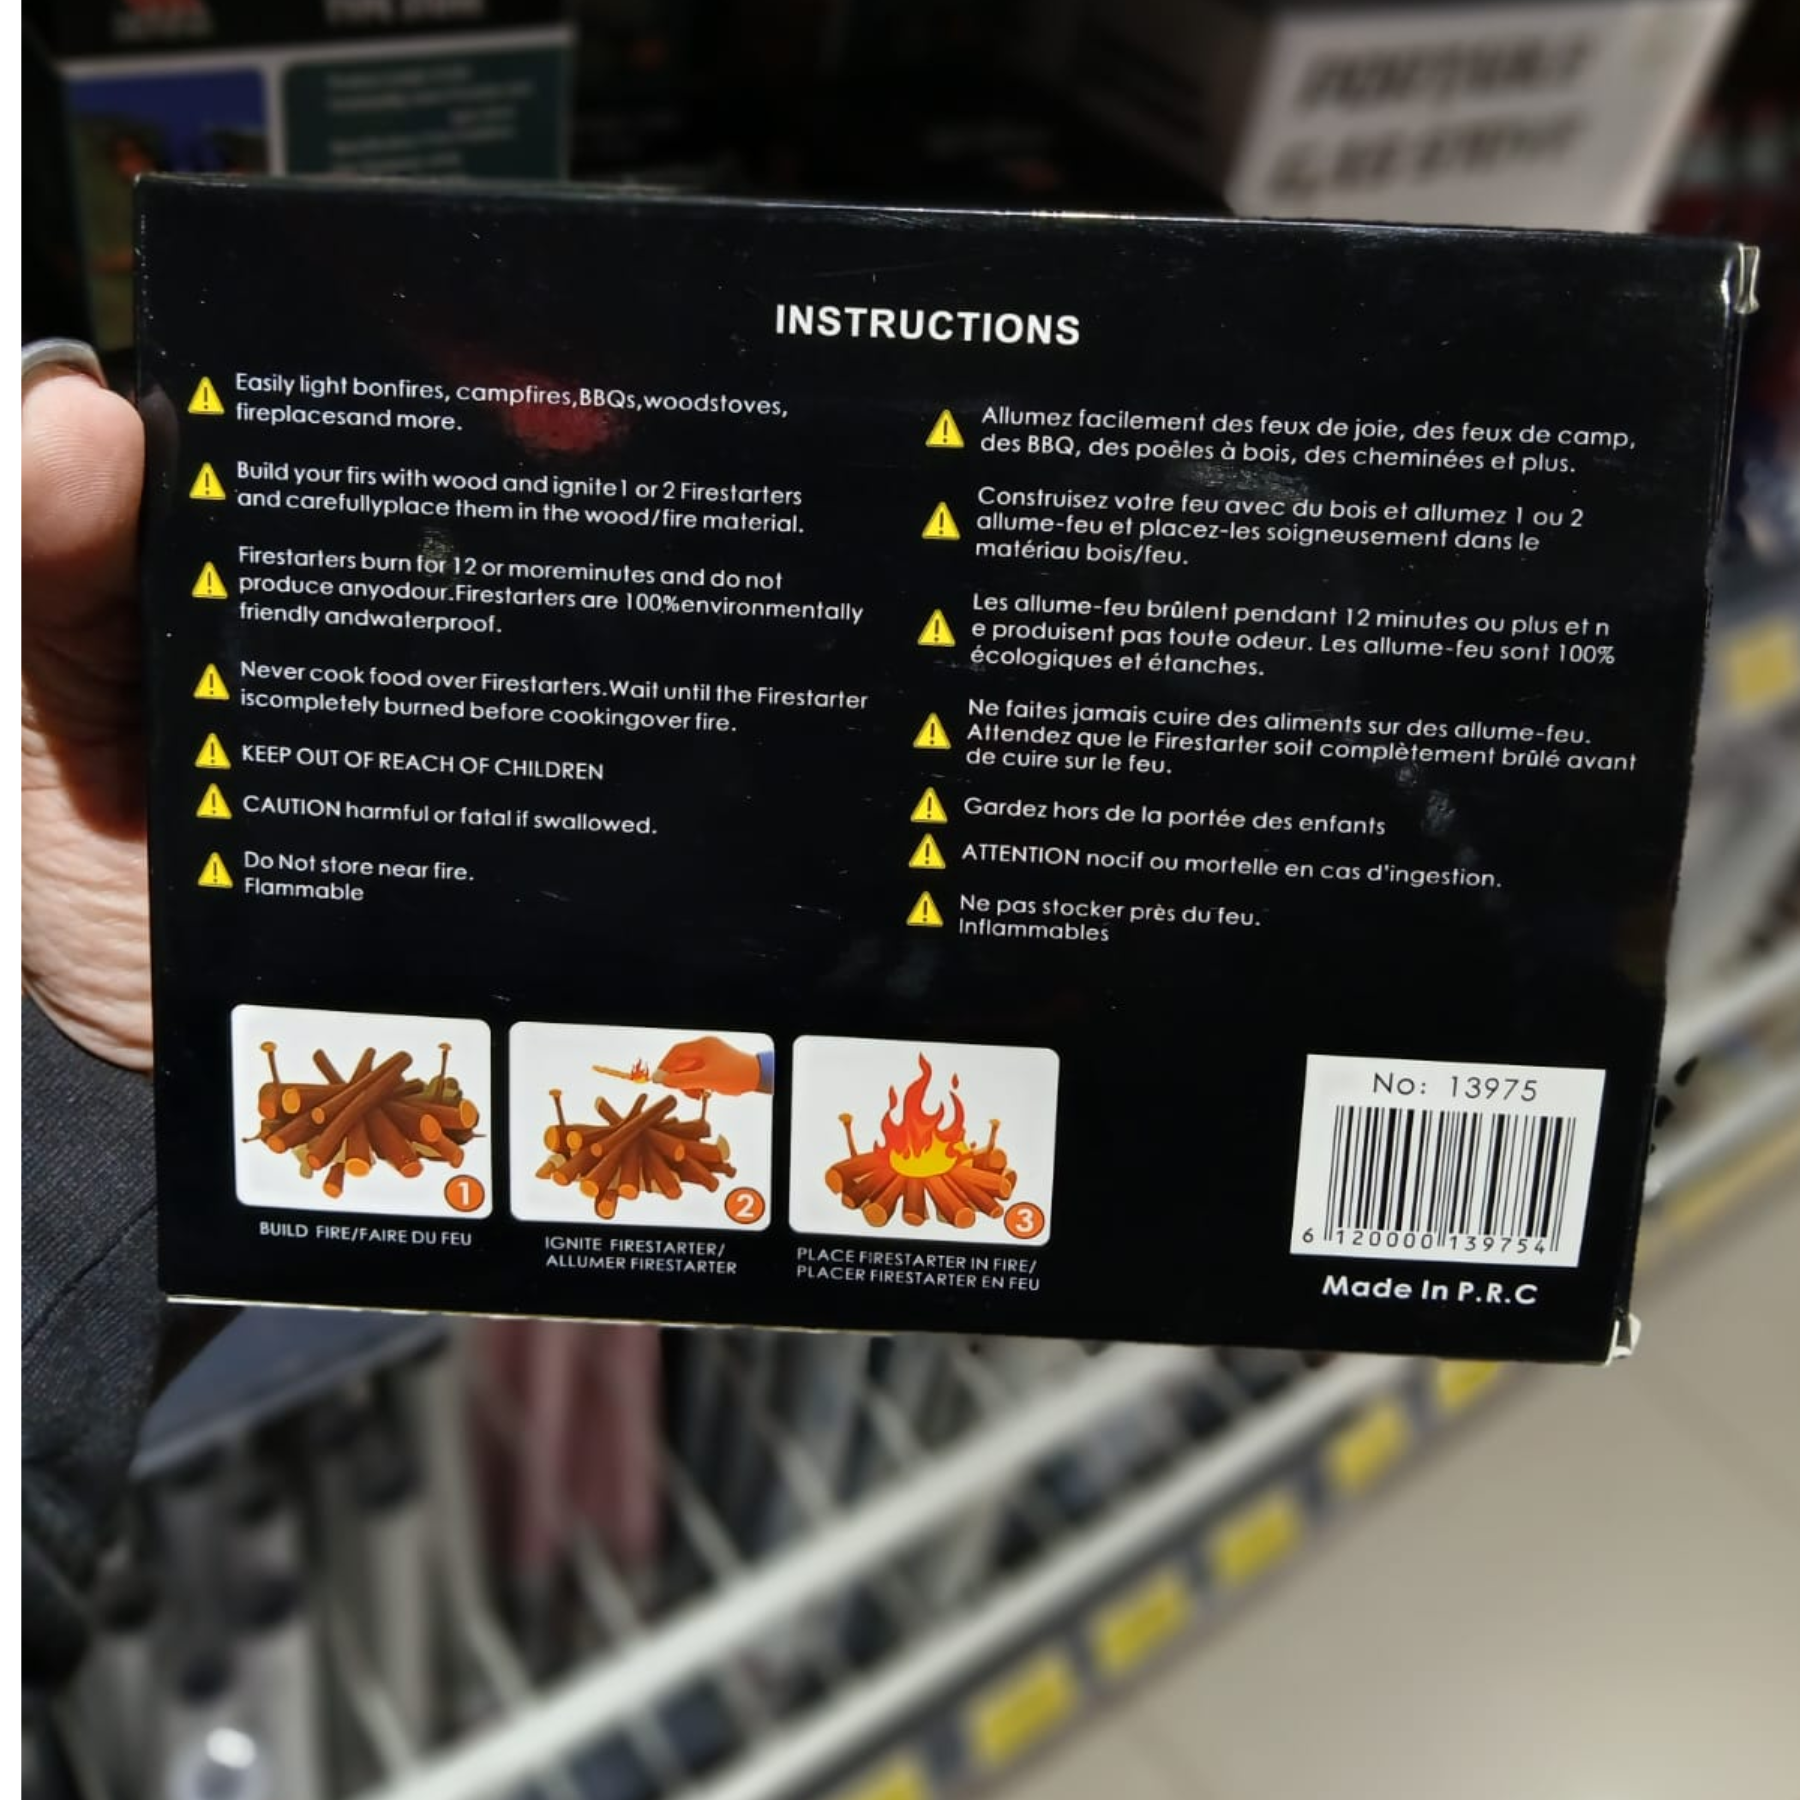 INSTRUCTIONS
Easily light bonfires, campfires,BBQs,woodstoves,
fireplacesand more.
Build your firs with wood and ignite1 or 2 Firestarters
and carefullyplace them in the wood/fire material.
Firestarters burn for 12 or moreminutes and do not
produce anyodour.Firestarters are 100%environmentally
friendly andwaterproof.
Never cook food over Firestarters.Wait until the Firestarter
iscompletely burned before cookingover fire.
KEEP OUT OF REACH OF CHILDREN
CAUTION harmful or fatal if swallowed.
Do Not store near fire.
Flammable
Allumez facilement des feux de joie, des feux de camp,
des BBQ, des poêles à bois, des cheminées et plus.
Construisez votre feu avec du bois et allumez 1 ou 2
allume-feu et placez-les soigneusement dans le
matériau bois/feu.
Les allume-feu brûlent pendant 12 minutes ou plus et n
e produisent pas toute odeur. Les allume-feu sont 100%
écologiques et étanches.
Ne faites jamais cuire des aliments sur des allume-feu.
Attendez que le Firestarter soit complètement brûlé avant
de cuire sur le feu.
Gardez hors de la portée des enfants
ATTENTION nocif ou mortelle en cas d'ingestion.
Ne pas stocker près du feu.
Inflammables
1
BUILD FIRE/FAIRE DU FEU
2
IGNITE FIRESTARTER/
ALLUMER FIRESTARTER
3
PLACE FIRESTARTER IN FIRE/
PLACER FIRESTARTER EN FEU
No: 13975
6 120000 139754
Made In P.R.C